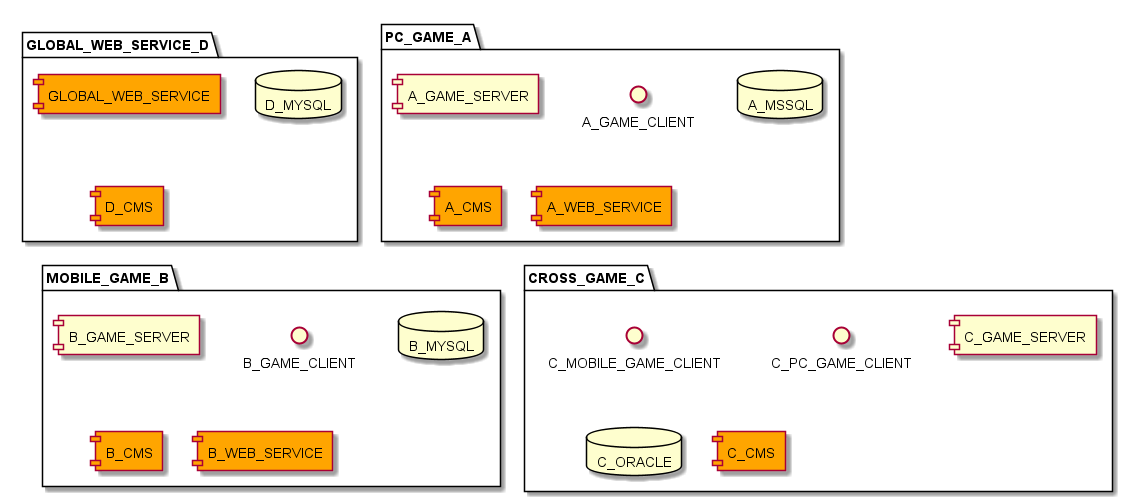 GLOBAL_WEB_SERVICE_D
GLOBAL_WEB_SERVICE
D_MYSQL
D_CMS
PC_GAME_A
A_GAME_SERVER
A_GAME_CLIENT
A_MSSQL
A_CMS
A_WEB_SERVICE
MOBILE_GAME_B
B_GAME_SERVER
B_GAME_CLIENT
B_MYSQL
B_CMS
B_WEB_SERVICE
CROSS_GAME_C
C_MOBILE_GAME_CLIENT
C_PC_GAME_CLIENT
C_GAME_SERVER
C_ORACLE
C_CMS